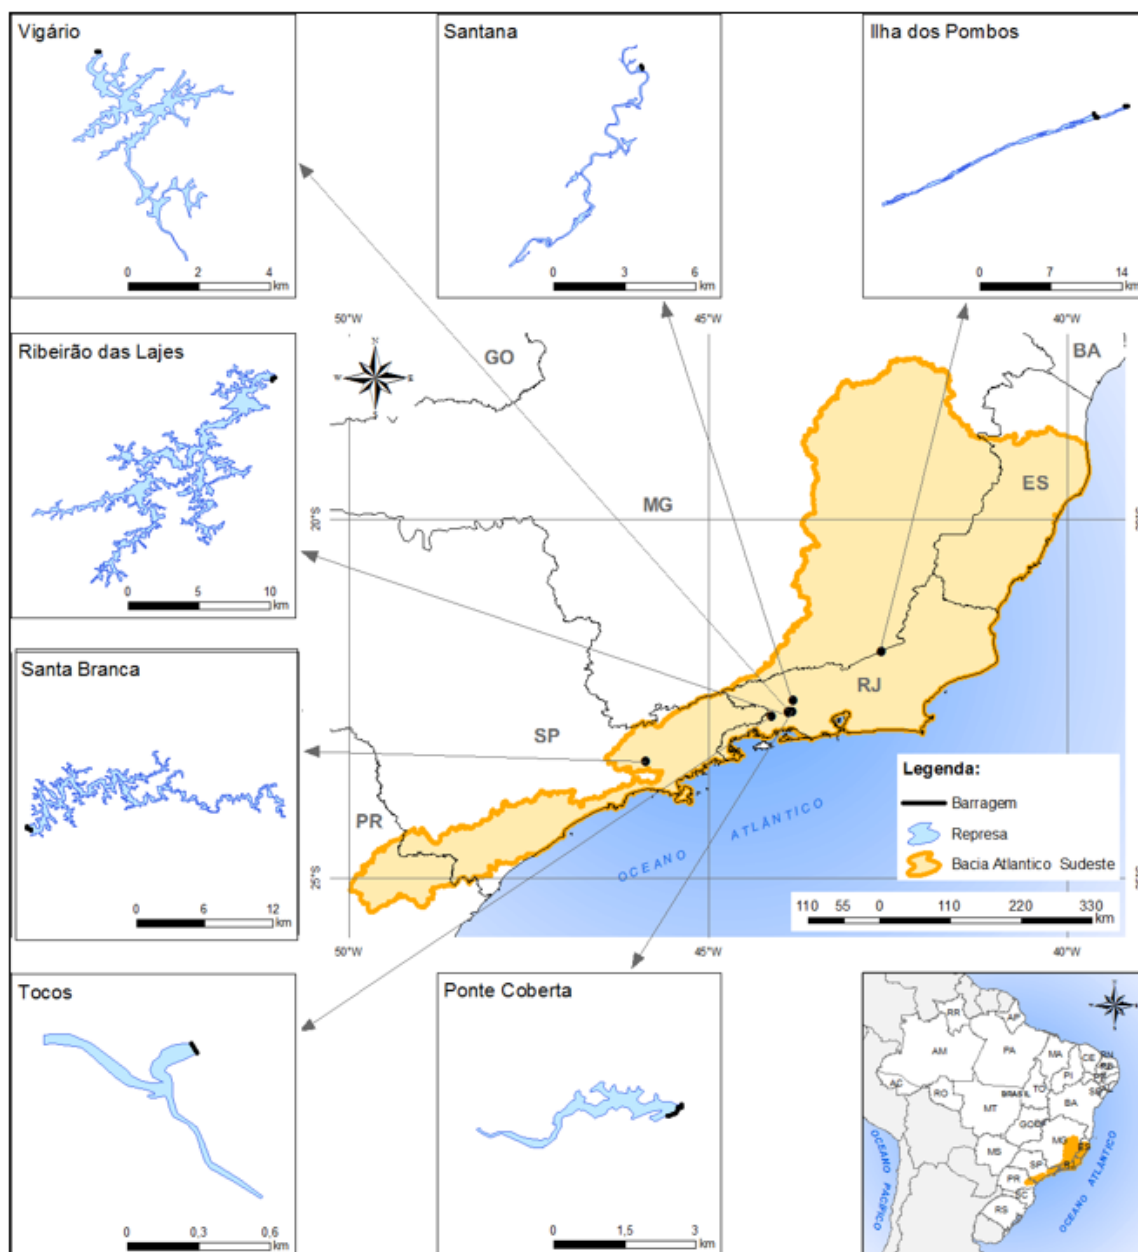 Vigário
0 2 4
km
Santana
0 3 6
km
Ilha dos Pombos
0 7 14
km
Ribeirão das Lajes
0 5 10
km
Santa Branca
0 6 12
km
50°W 45°W 40°W
N
W E
S
GO
BA
MG
ES
20°S
RJ
SP
PR
25°S
OCEANO ATLÂNTICO
50°W 45°W 40°W
Legenda:
Barragem
Represa
Bacia Atlantico Sudeste
110 55 0 110 220 330
km
Tocos
0 0,3 0,6
km
Ponte Coberta
0 1,5 3
km
RR AP
AM PA MA CE RN
PB
PI
AC TO
RO BRASIL BA
MT
GO DF
MG ES
MS SP RJ
PR
SC
RS
OCEANO PACÍFICO
OCEANO ATLÂNTICO